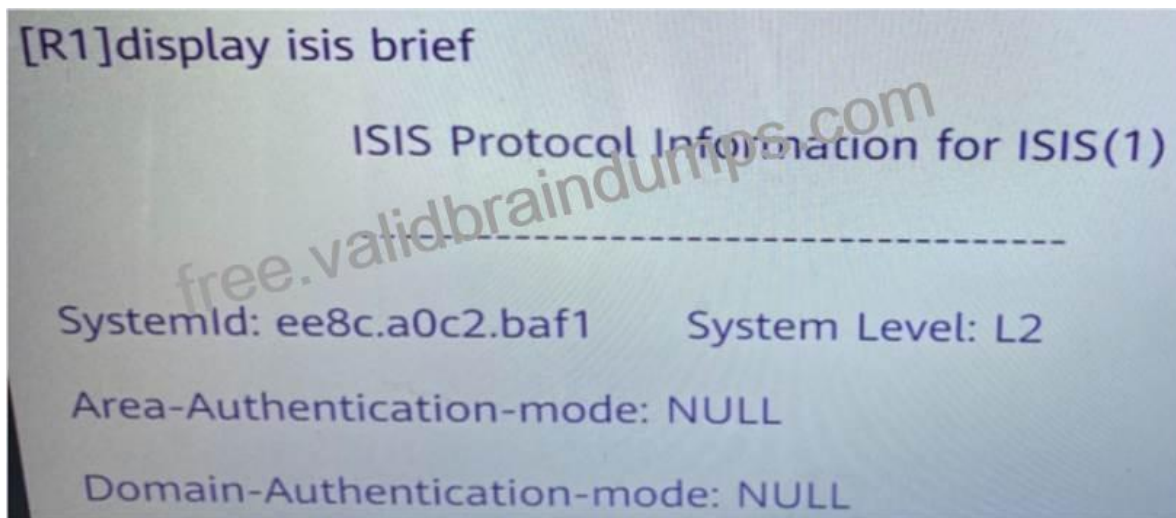 [R1]display isis brief
ISIS Protocol Information for ISIS(1)
free.validbraindumps.com
---------------------------------------------------
SystemId: ee8c.a0c2.baf1 System Level: L2
Area-Authentication-mode: NULL
Domain-Authentication-mode: NULL